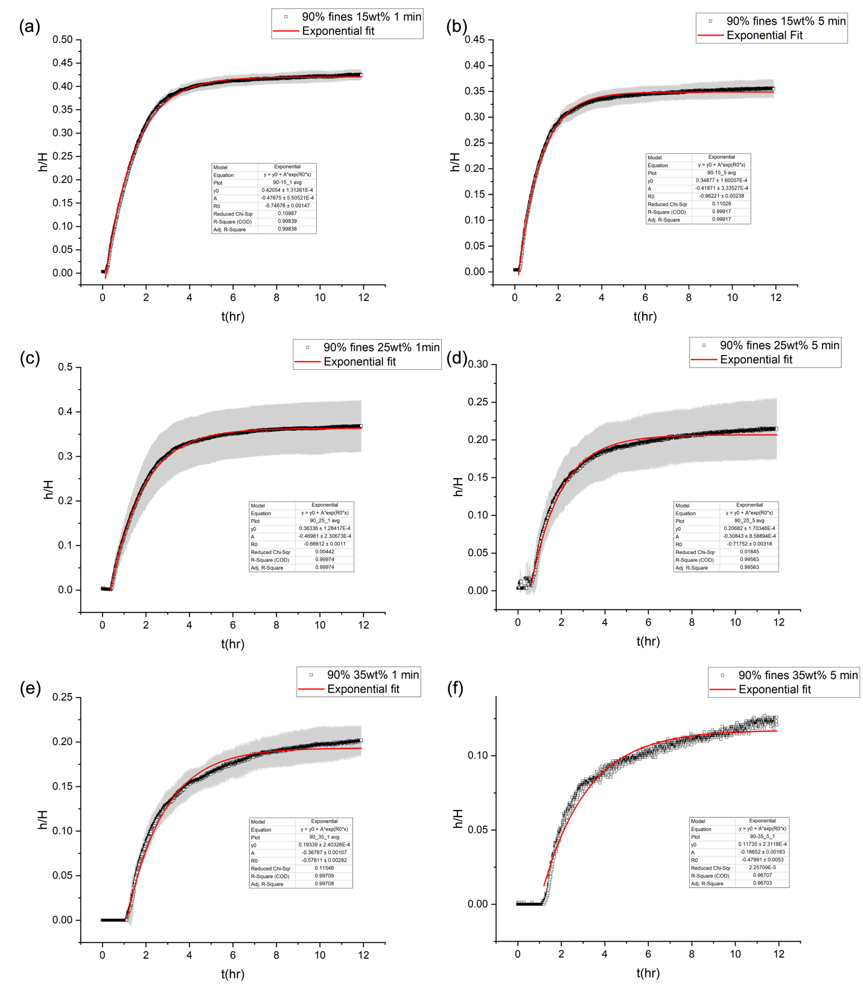 (a)
90% fines 15wt% 1 min
Exponential fit
0.50
0.45
0.40
0.35
0.30
0.25
0.20
0.15
0.10
0.05
0.00
h/H
0 2 4 6 8 10 12
t(hr)
Model Exponential
Equation y = y0 + A*exp(R0*x)
Plot 90-15_1 avg
y0 0.42054 ± 1.31261E-4
A -0.47675 ± 5.50521E-4
R0 -0.74676 ± 0.00147
Reduced Chi-Sqr 0.10987
R-Square (COD) 0.99839
Adj. R-Square 0.99838
(b)
90% fines 15wt% 5 min
Exponential Fit
0.45
0.40
0.35
0.30
0.25
0.20
0.15
0.10
0.05
0.00
h/H
0 2 4 6 8 10 12
t(hr)
Model Exponential
Equation y = y0 + A*exp(R0*x)
Plot 90-15_5 avg
y0 0.34877 ± 1.60057E-4
A -0.41871 ± 3.33527E-4
R0 -0.96221 ± 0.00238
Reduced Chi-Sqr 0.11028
R-Square (COD) 0.99917
Adj. R-Square 0.99917
(c)
90% fines 25wt% 1min
Exponential fit
0.5
0.4
0.3
0.2
0.1
0.0
h/H
0 2 4 6 8 10 12
t(hr)
Model Exponential
Equation y = y0 + A*exp(R0*x)
Plot 90_25_1 avg
y0 0.36336 ± 1.28417E-4
A -0.46981 ± 2.30673E-4
R0 -0.66612 ± 0.0011
Reduced Chi-Sqr 0.00442
R-Square (COD) 0.99974
Adj. R-Square 0.99974
(d)
90% fines 25wt% 5 min
Exponential fit
0.30
0.25
0.20
0.15
0.10
0.05
0.00
h/H
0 2 4 6 8 10 12
t(hr)
Model Exponential
Equation y = y0 + A*exp(R0*x)
Plot 90_25_5 avg
y0 0.20682 ± 1.70346E-4
A -0.30843 ± 8.58894E-4
R0 -0.71752 ± 0.00318
Reduced Chi-Sqr 0.01845
R-Square (COD) 0.99563
Adj. R-Square 0.99563
(e)
90% 35wt% 1 min
Exponential fit
0.25
0.20
0.15
0.10
0.05
0.00
h/H
0 2 4 6 8 10 12
t(hr)
Model Exponential
Equation y = y0 + A*exp(R0*x)
Plot 90_35_1 avg
y0 0.19339 ± 2.40326E-4
A -0.36767 ± 0.00107
R0 -0.57811 ± 0.00282
Reduced Chi-Sqr 0.11546
R-Square (COD) 0.99709
Adj. R-Square 0.99708
(f)
90% fines 35wt% 5 min
Exponential fit
0.10
0.05
0.00
h/H
0 2 4 6 8 10 12
t(hr)
Model Exponential
Equation y = y0 + A*exp(R0*x)
Plot 90-35_5_1
y0 0.11735 ± 2.3118E-4
A -0.18652 ± 0.00183
R0 -0.47891 ± 0.0053
Reduced Chi-Sqr 2.25709E-5
R-Square (COD) 0.96707
Adj. R-Square 0.96703